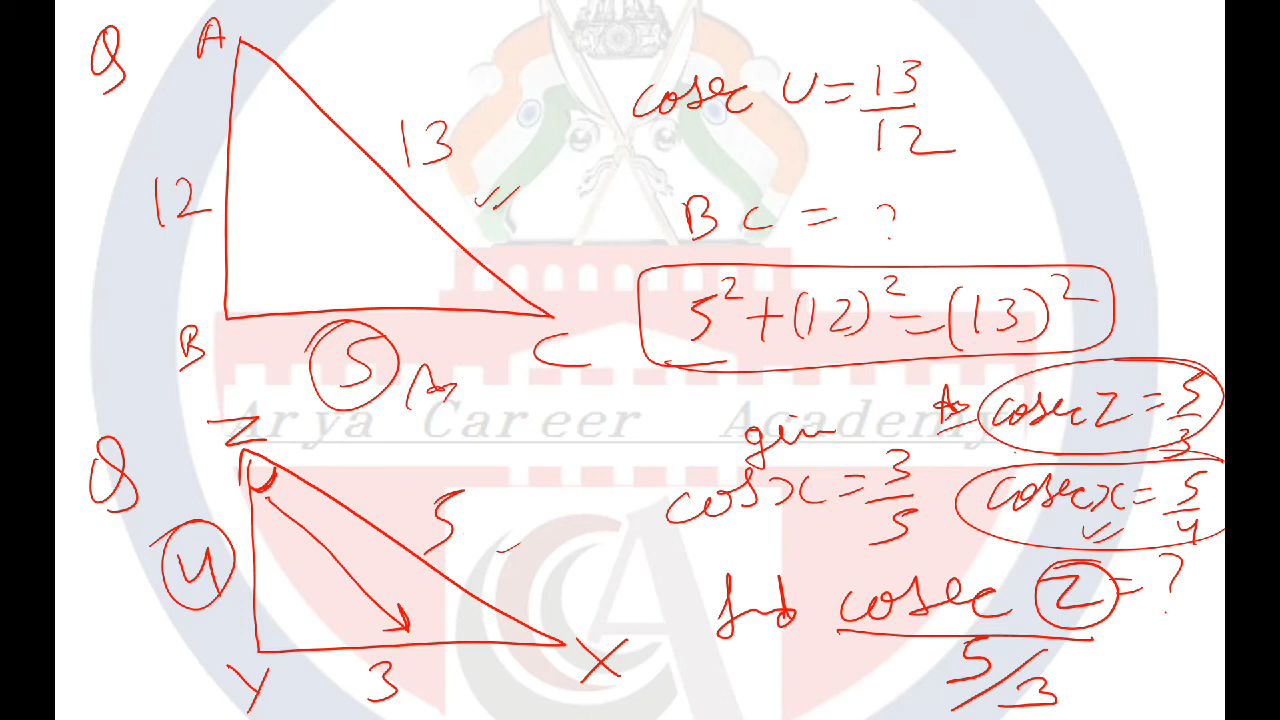 Q
A
12
13
B
C
5
Ans
cosec U = 13/12
BC = ?
5² + (12)² = (13)²
Arya Career Academy
Q
Z
4
5
Y
3
X
given
cos x = 3/5
cosec Z = 5/3
cosec x = 5/4
find cosec Z = ?
5/3